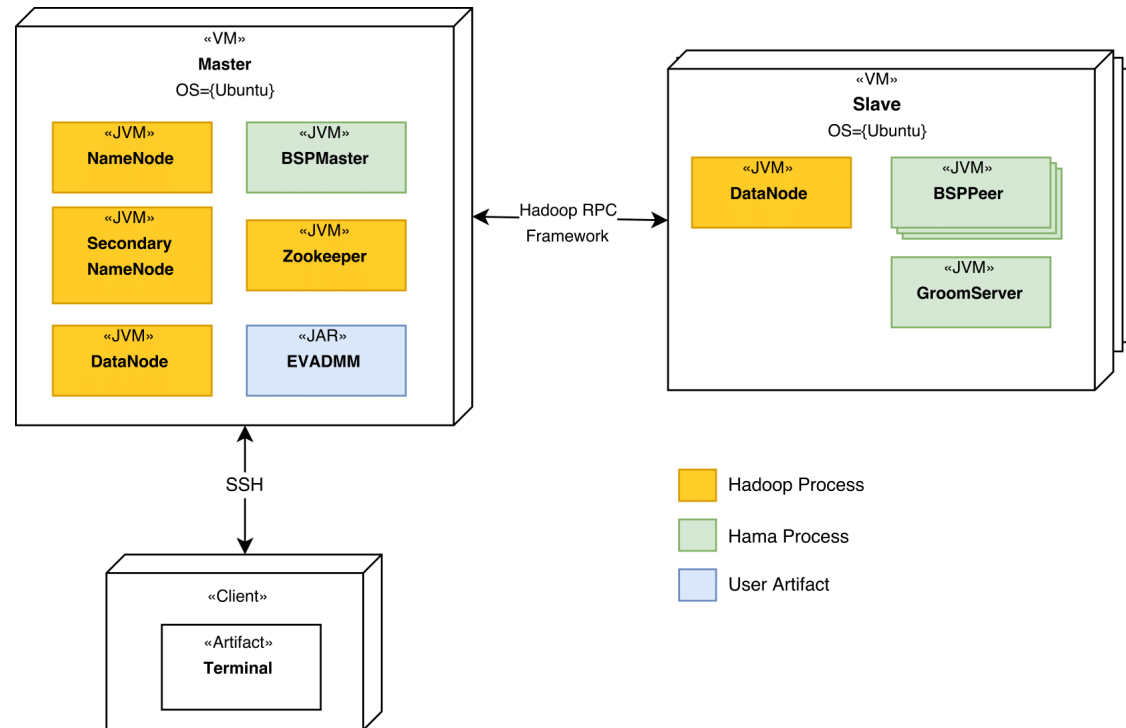 «VM»
Master
OS={Ubuntu}
«JVM»
NameNode
«JVM»
BSPMaster
«JVM»
Secondary
NameNode
«JVM»
Zookeeper
«JVM»
DataNode
«JAR»
EVADMM
Hadoop RPC
Framework
«VM»
Slave
OS={Ubuntu}
«JVM»
DataNode
«JVM»
BSPPeer
«JVM»
GroomServer
SSH
«Client»
«Artifact»
Terminal
Hadoop Process
Hama Process
User Artifact